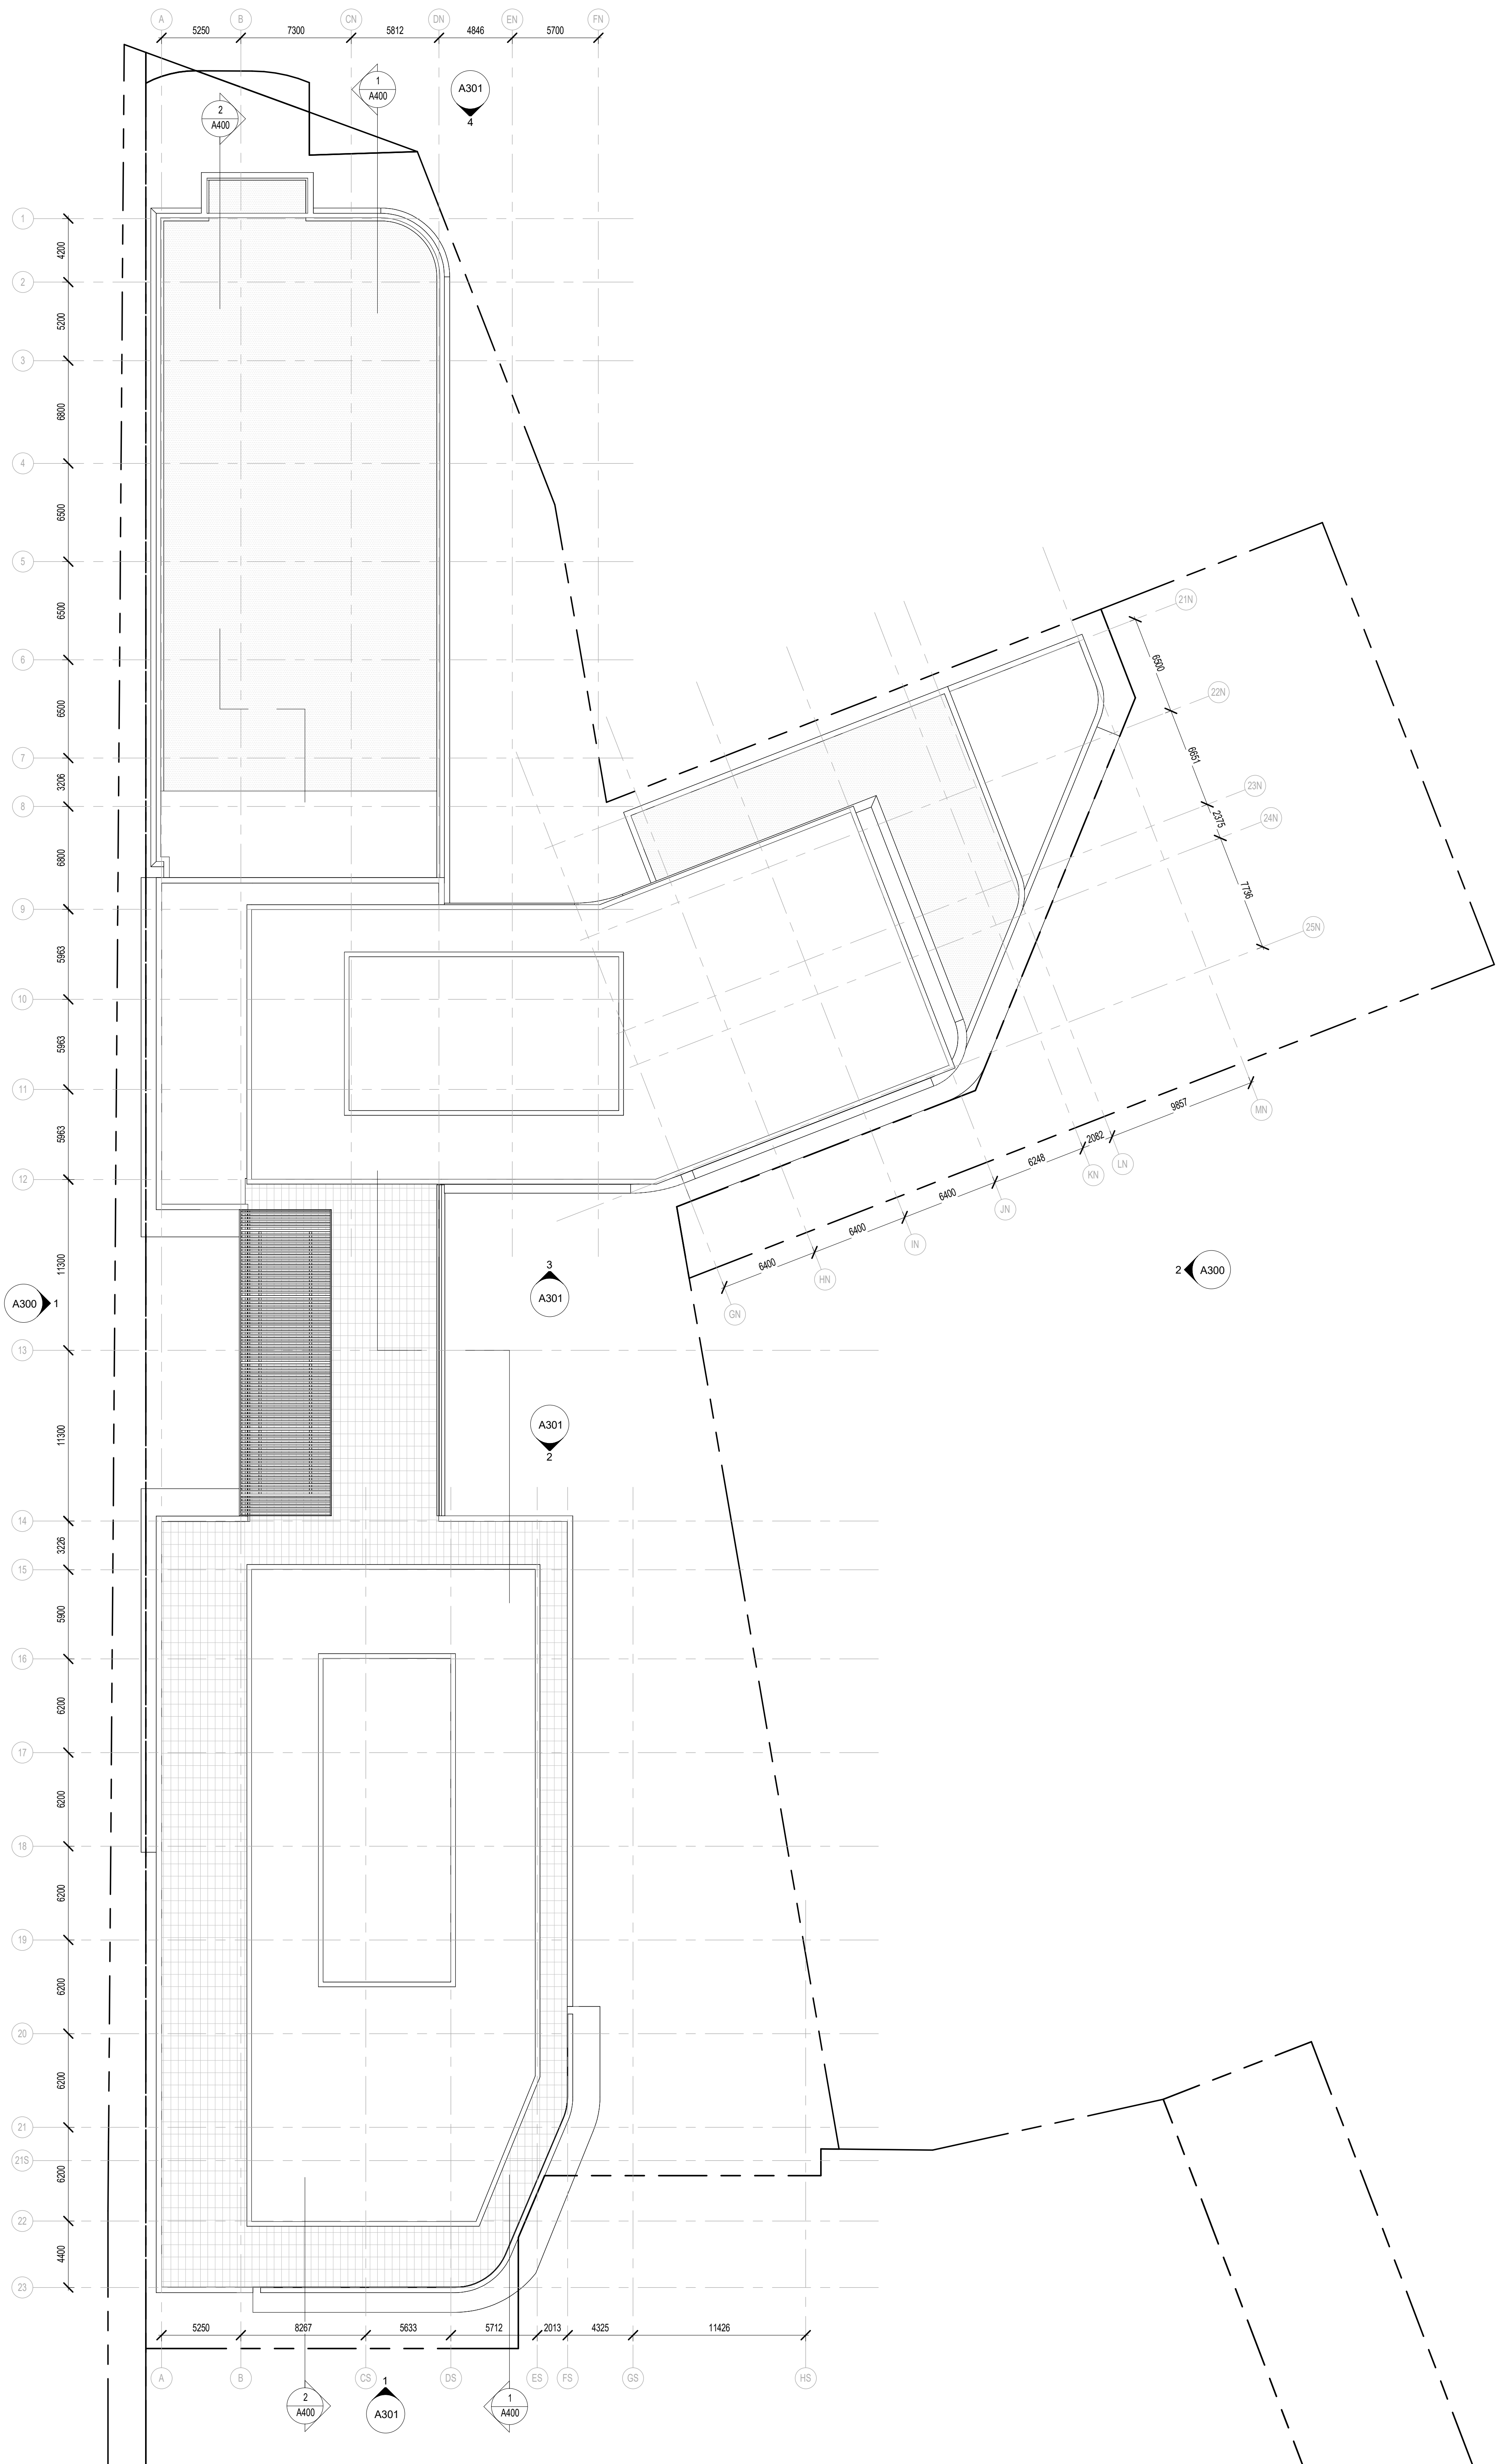 A B CN DN EN FN
5250 7300 5812 4846 5700
1
A400
A301
4
2
A400
1
4200
2
5200
3
6800
4
6500
5
6500
6
6500
7
3206
8
6800
9
5963
10
5963
11
5963
12
11300
13
11300
14
3226
15
5900
16
6200
17
6200
18
6200
19
6200
20
6200
21
21S
6200
22
4400
23
21N
6500
22N
6651
23N
2375
24N
7736
25N
MN
9857
LN
2082
KN
6248
JN
6400
IN
6400
HN
6400
GN
A300 1
3
A301
2 A300
A301
2
5250 8267 5633 5712 2013 4325 11426
A B CS DS ES FS GS HS
2
A400
1
A301
1
A400